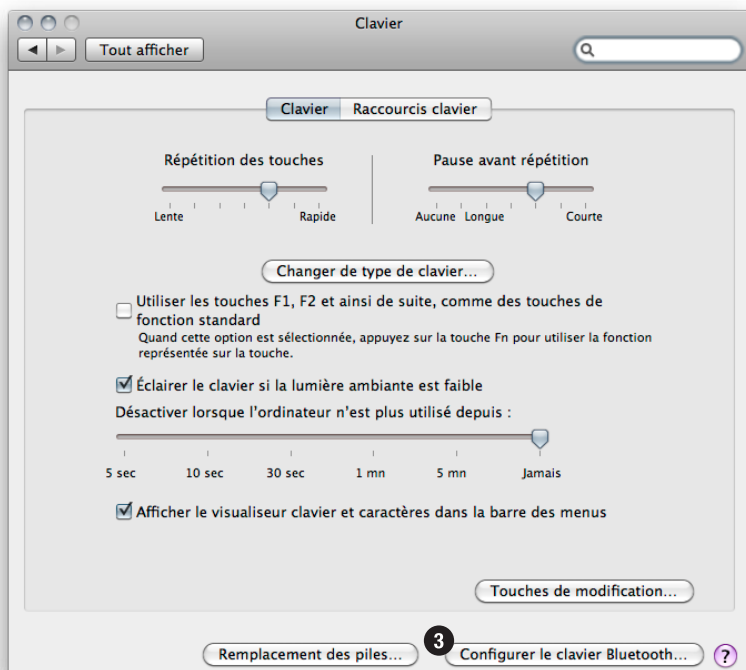 Clavier
Tout afficher
Clavier Raccourcis clavier
Répétition des touches Pause avant répétition
Lente Rapide Aucune Longue Courte
Changer de type de clavier...
Utiliser les touches F1, F2 et ainsi de suite, comme des touches de
fonction standard
Quand cette option est sélectionnée, appuyez sur la touche Fn pour utiliser la fonction
représentée sur la touche.
Éclairer le clavier si la lumière ambiante est faible
Désactiver lorsque l'ordinateur n'est plus utilisé depuis :
5 sec 10 sec 30 sec 1 mn 5 mn Jamais
Afficher le visualiseur clavier et caractères dans la barre des menus
Touches de modification...
3
Remplacement des piles... Configurer le clavier Bluetooth... ?